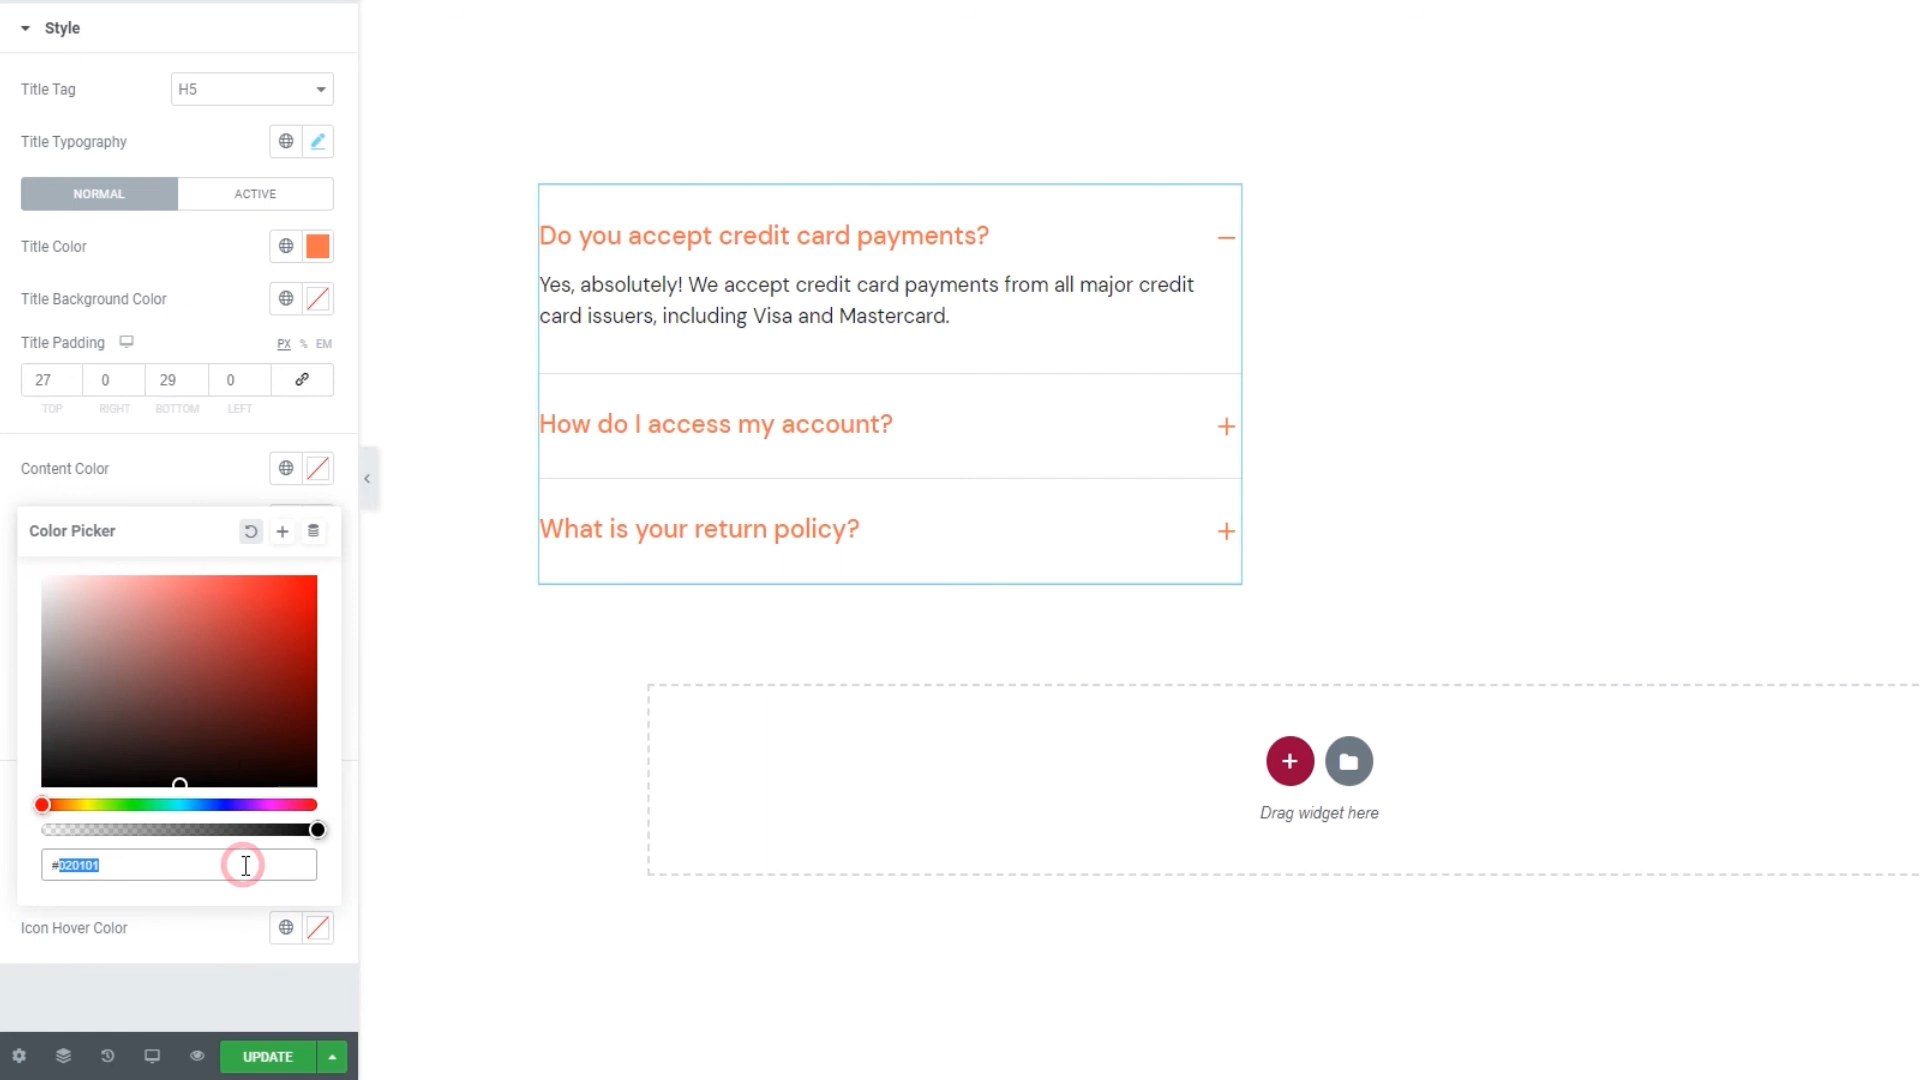 Style
Title Tag
H5
Title Typography
NORMAL
ACTIVE
Title Color
Title Background Color
Title Padding
PX % EM
27 0 29 0
TOP RIGHT BOTTOM LEFT
Content Color
Color Picker
#020101
Icon Hover Color
UPDATE
Do you accept credit card payments?
Yes, absolutely! We accept credit card payments from all major credit
card issuers, including Visa and Mastercard.
How do I access my account?
What is your return policy?
Drag widget here